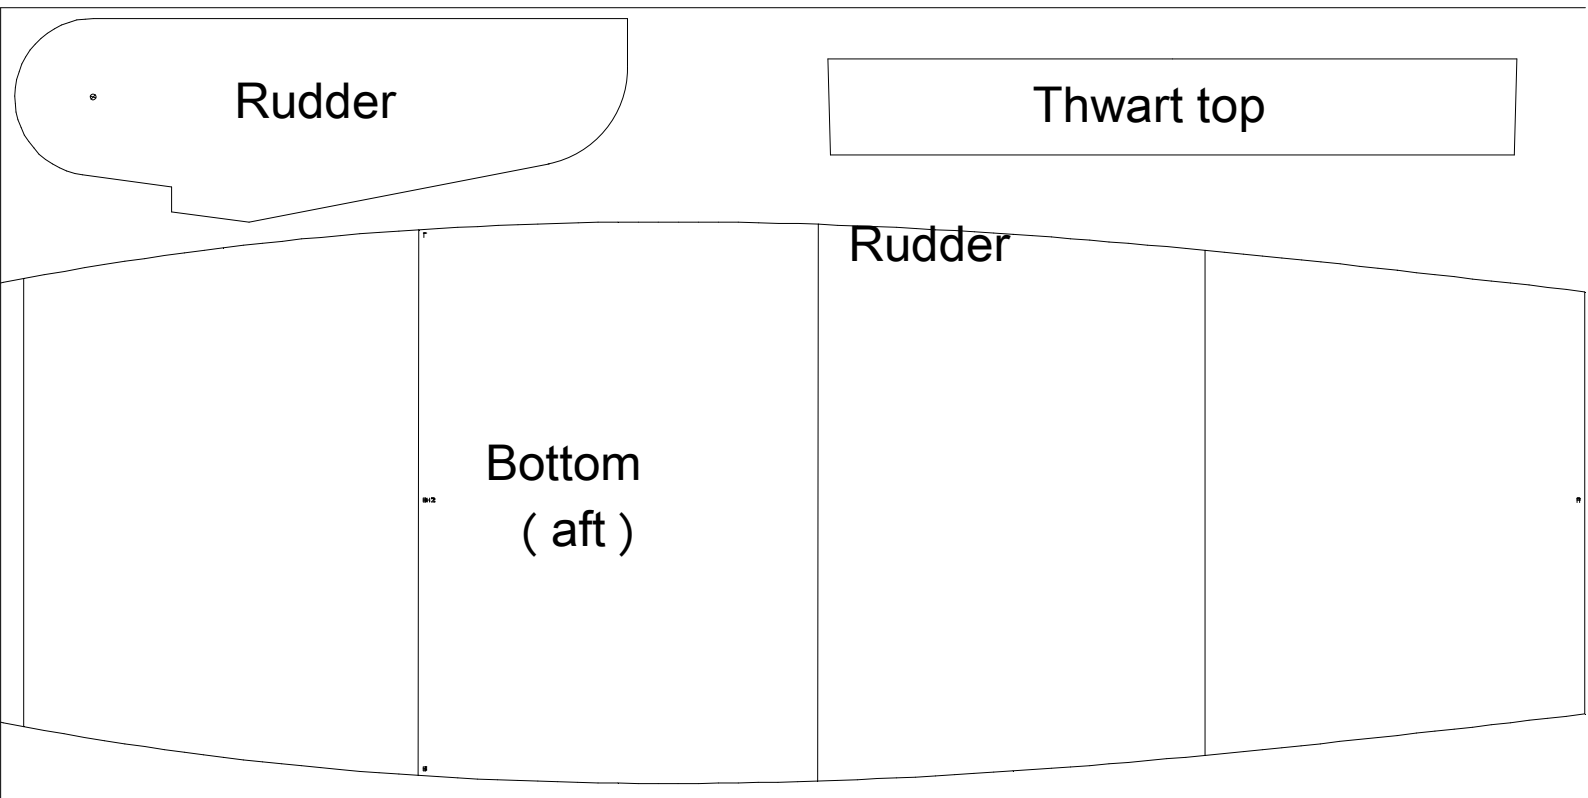 Rudder
Thwart top
Rudder
Bottom
( aft )